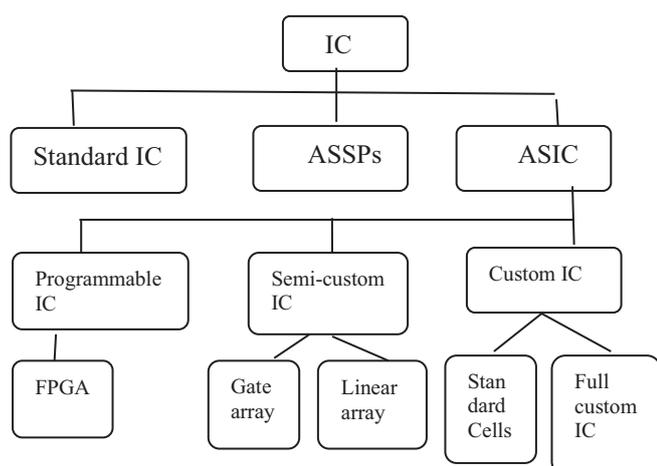 IC
Standard IC
ASSPs
ASIC
Programmable
IC
Semi-custom
IC
Custom IC
FPGA
Gate
array
Linear
array
Stan
dard
Cells
Full
custom
IC